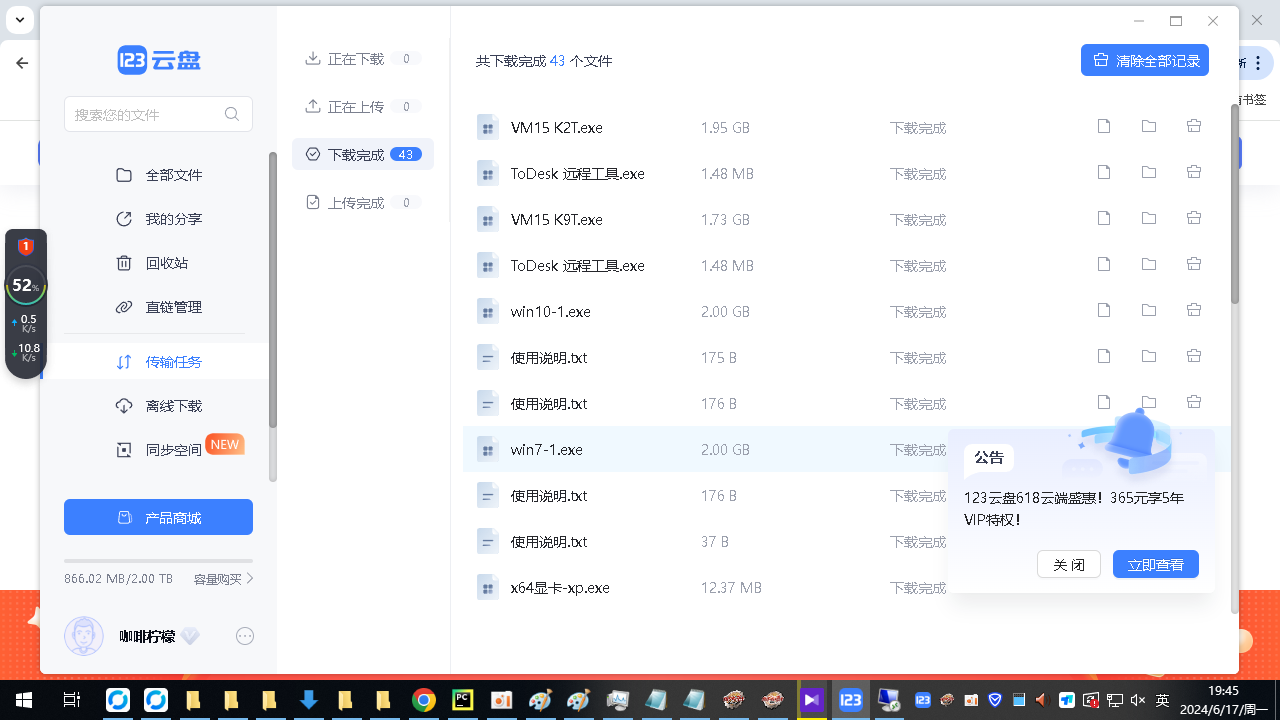 123云盘
搜索您的文件
全部文件
我的分享
回收站
直链管理
传输任务
离线下载
同步空间 NEW
产品商城
866.02 MB/2.00 TB 容量购买
咖啡柠檬
正在下载 0
正在上传 0
下载完成 43
上传完成 0
共下载完成 43 个文件
清除全部记录
VM15 K2T.exe 1.95 GB 下载完成
ToDesk 远程工具.exe 1.48 MB 下载完成
VM15 K9T.exe 1.73 GB 下载完成
ToDesk 远程工具.exe 1.48 MB 下载完成
win10-1.exe 2.00 GB 下载完成
使用说明.txt 175 B 下载完成
使用说明.txt 176 B 下载完成
win7-1.exe 2.00 GB 下载完成
使用说明.txt 176 B 下载完成
使用说明.txt 37 B 下载完成
x64显卡-xp.exe 12.37 MB 下载完成
公告
123云盘618云端盛惠！365元享5年
VIP特权！
关 闭
立即查看
新
书签
1
52%
0.5
K/s
10.8
K/s
PC
123
123
英
19:45
2024/6/17/周一